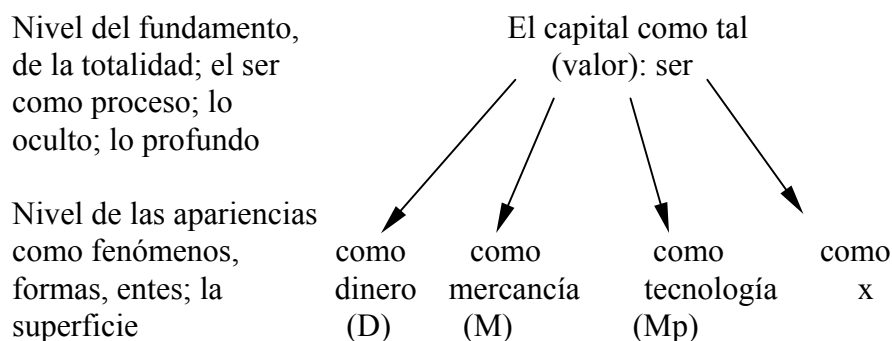 Nivel del fundamento,
de la totalidad; el ser
como proceso; lo
oculto; lo profundo
El capital como tal
(valor): ser
Nivel de las apariencias
como fenómenos,
formas, entes; la
superficie
como
dinero
(D)
como
mercancía
(M)
como
tecnología
(Mp)
como
x